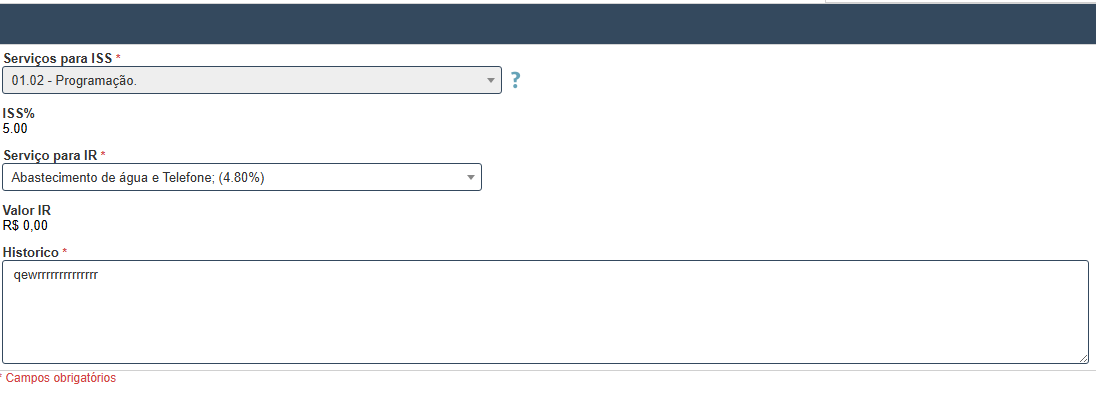 Serviços para ISS *
01.02 - Programação.
?
ISS%
5.00
Serviço para IR *
Abastecimento de água e Telefone; (4.80%)
Valor IR
R$ 0,00
Historico *
qewrrrrrrrrrrrrrr
* Campos obrigatórios